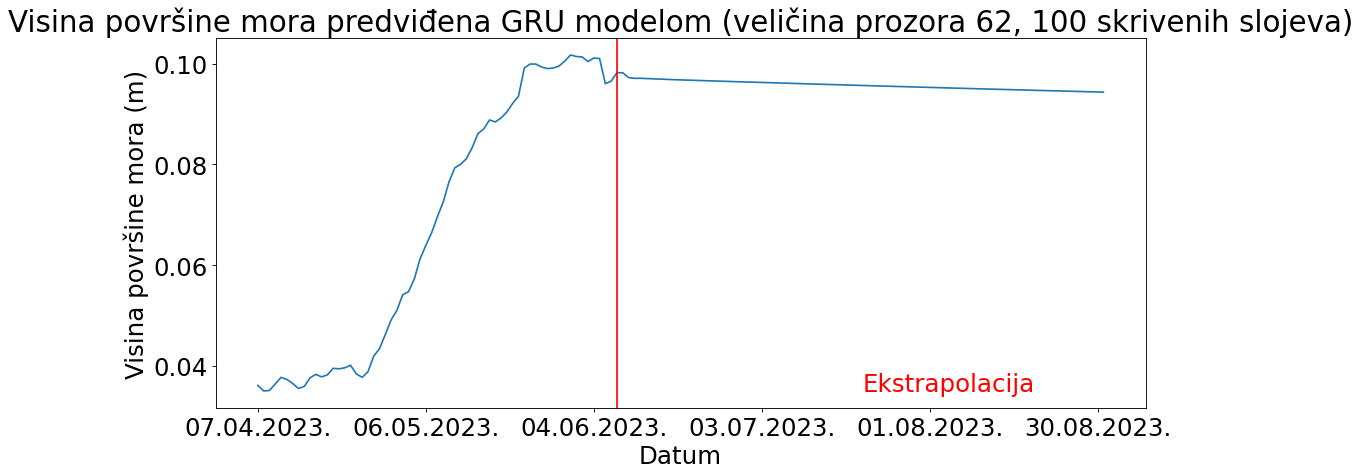 Visina površine mora predviđena GRU modelom (veličina prozora 62, 100 skrivenih slojeva)
Visina površine mora (m)
0.10
0.08
0.06
0.04
Ekstrapolacija
07.04.2023. 06.05.2023. 04.06.2023. 03.07.2023. 01.08.2023. 30.08.2023.
Datum